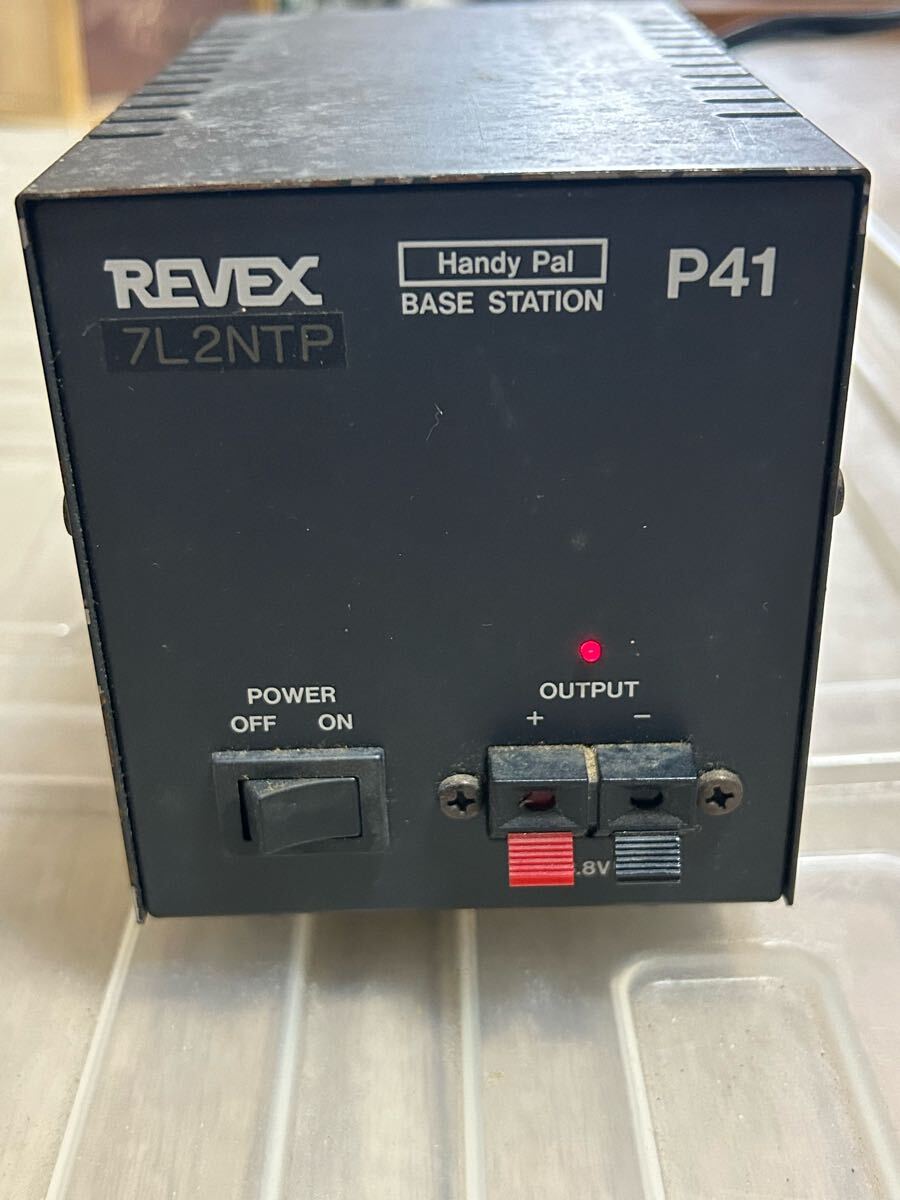 REVEX
Handy Pal
P41
BASE STATION
7L2NTP
POWER
OFF ON
OUTPUT
+ −
.8V